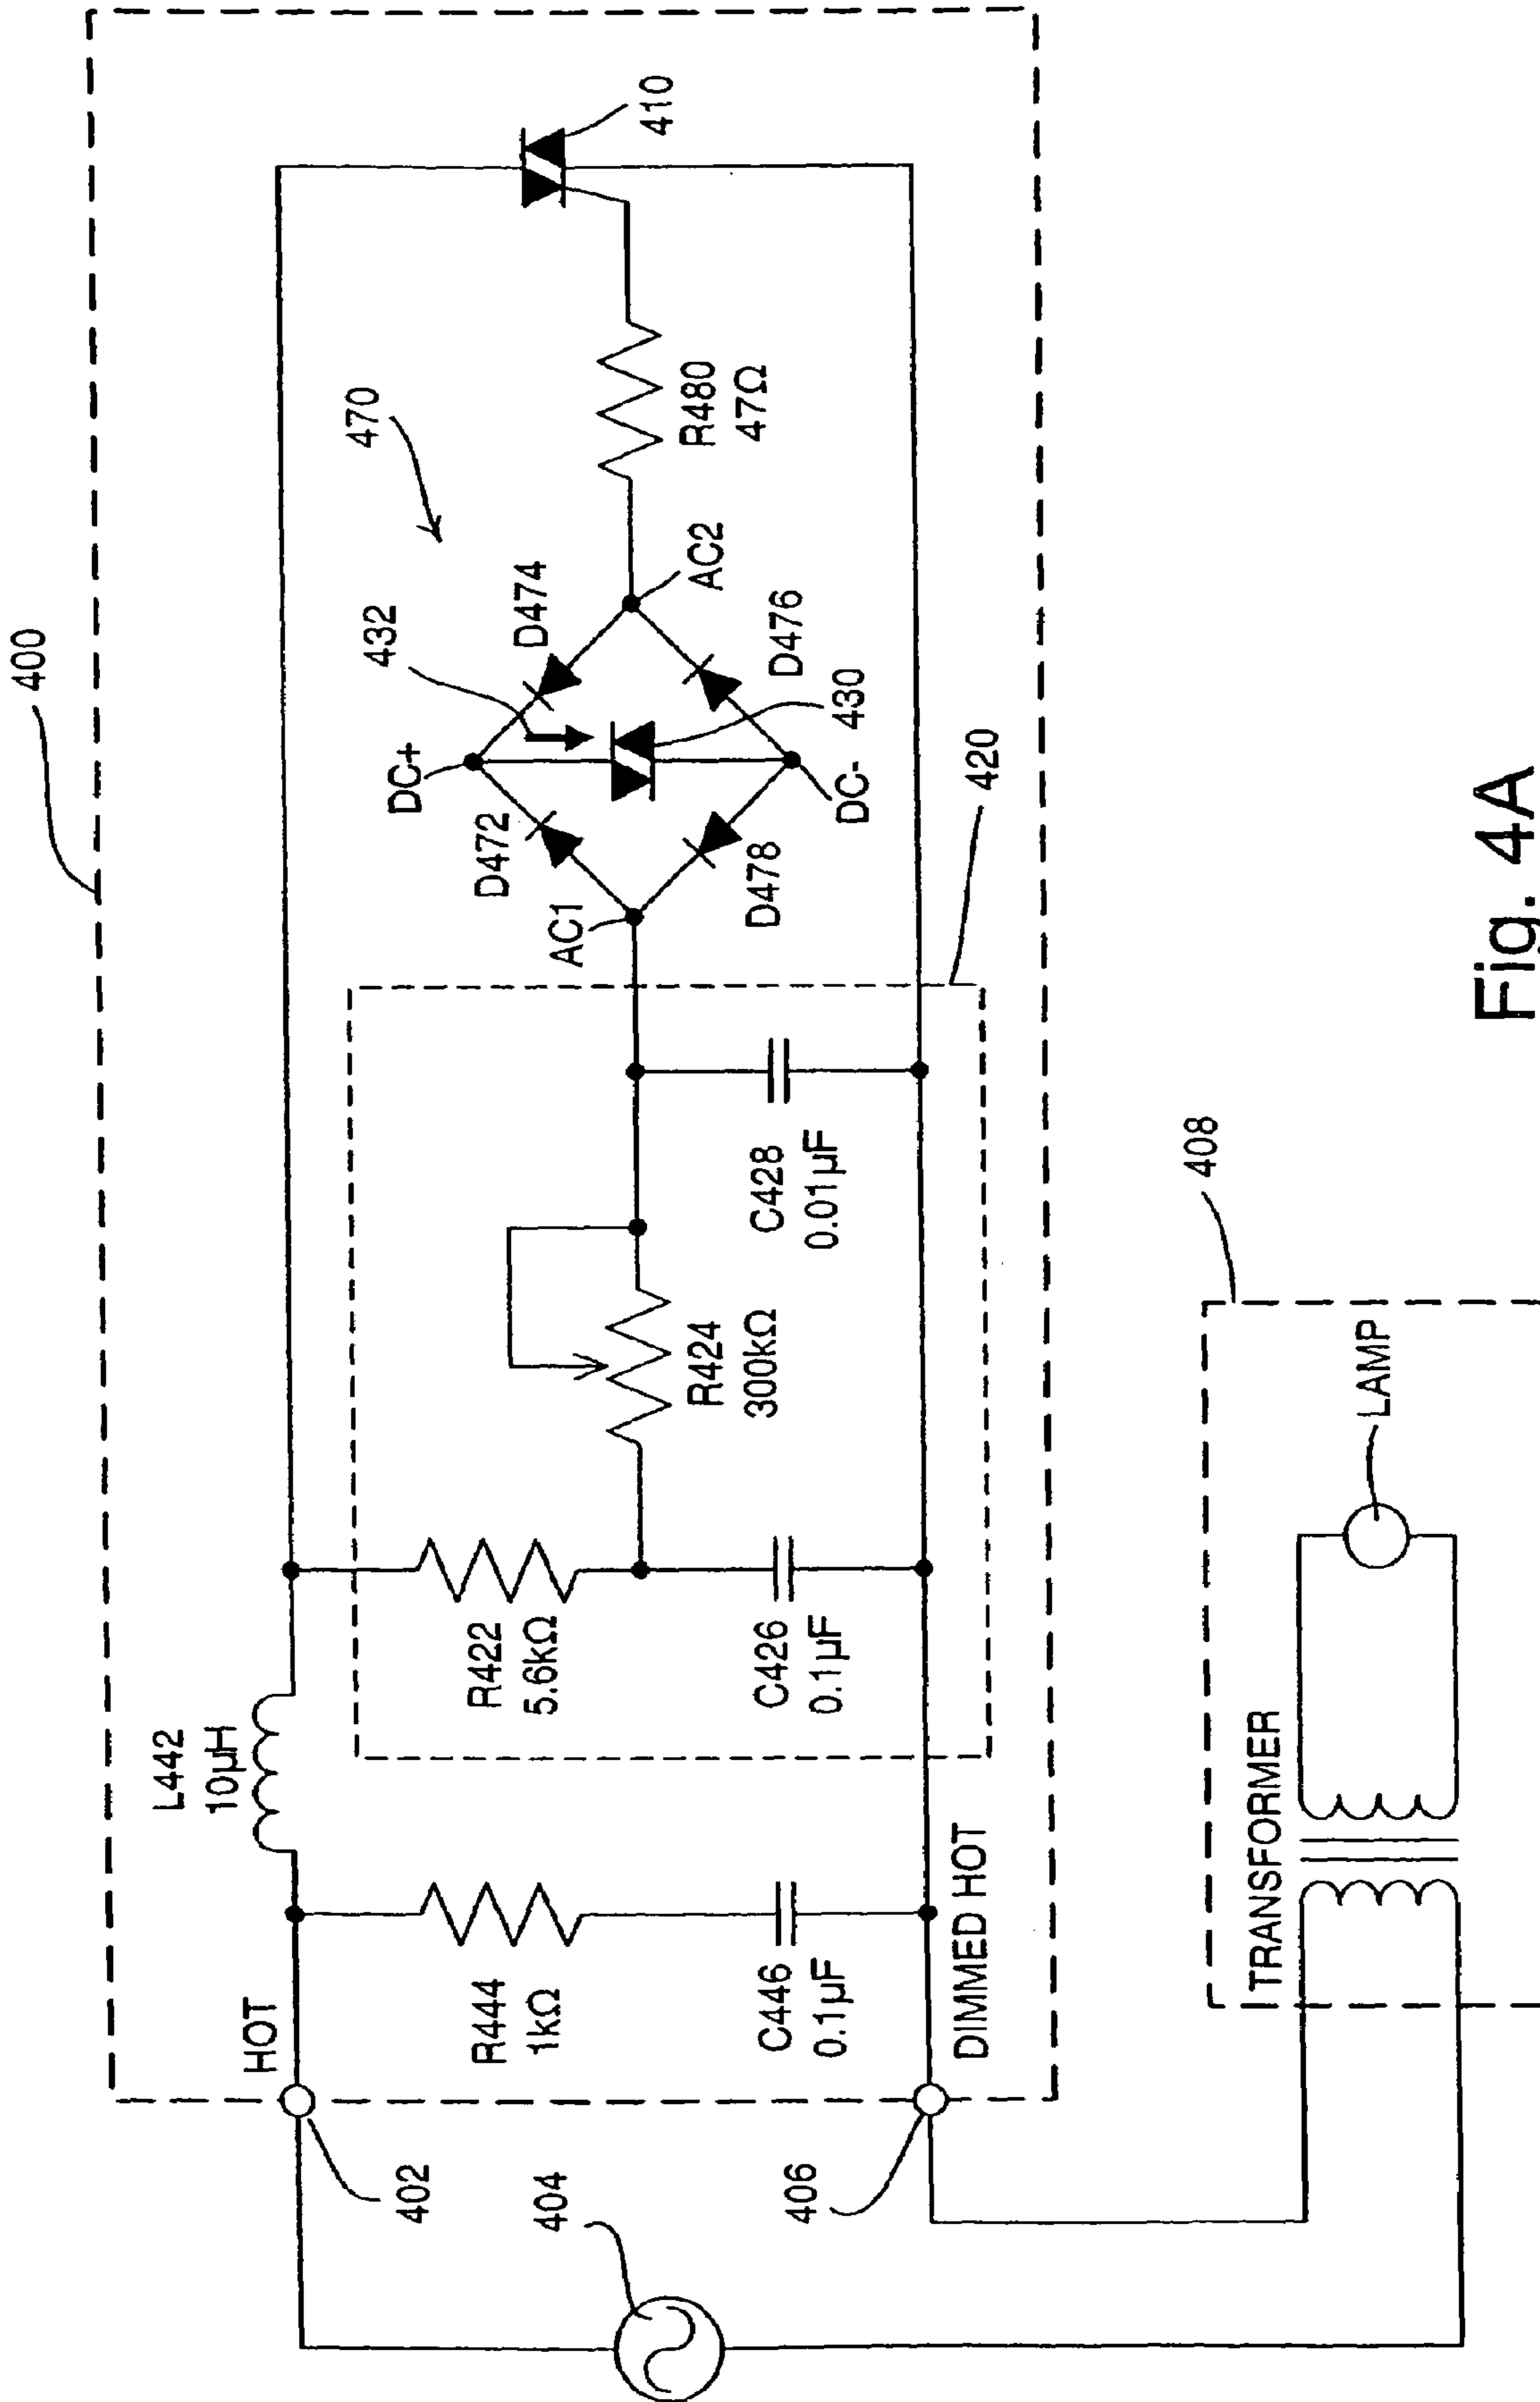 400
L442
10µH
HOT
R444
1kΩ
C446
0.1µF
DIMMED HOT
R422
5.6kΩ
C426
0.1µF
R424
300kΩ
C428
0.01µF
420
AC1
D472
DC+
432
D474
470
AC2
D478
DC-
430
D476
R480
47Ω
410
402
404
406
408
TRANSFORMER
LAMP
Fig. 4A